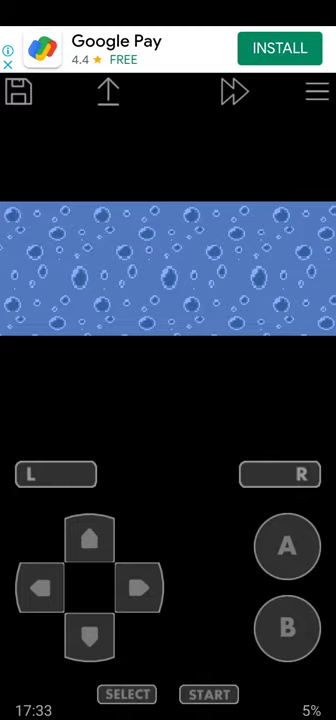 Google Pay
4.4 ★ FREE
INSTALL
L
R
A
B
SELECT
START
17:33
5%